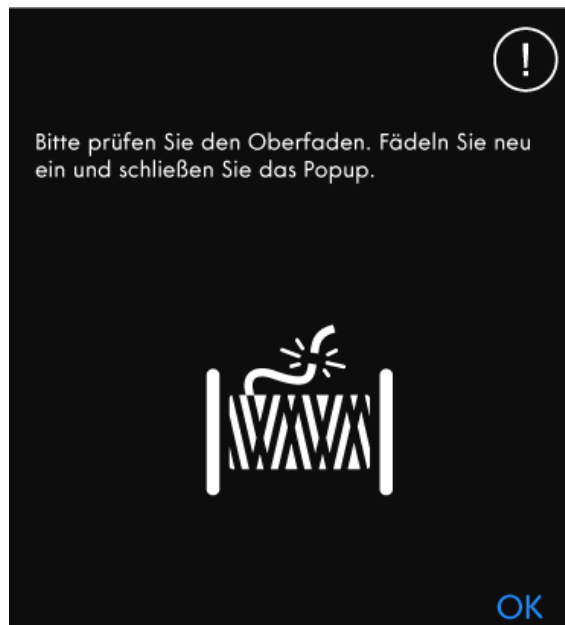 !
Bitte prüfen Sie den Oberfaden. Fädeln Sie neu
ein und schließen Sie das Popup.
OK